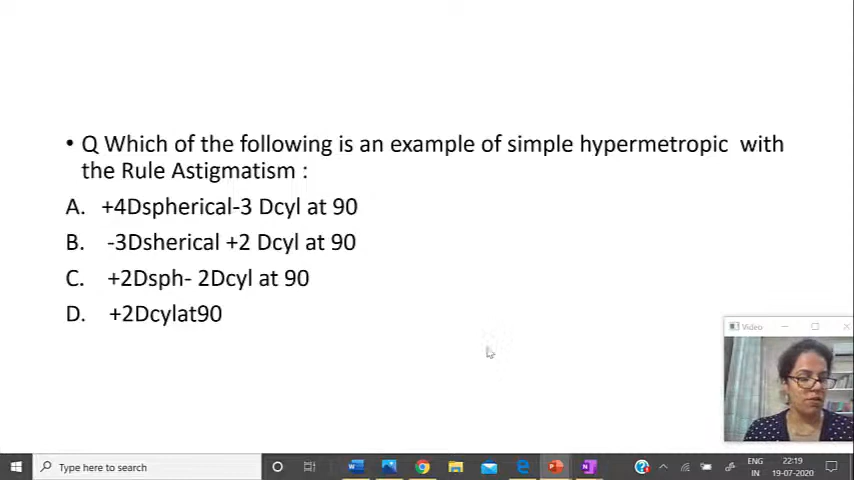 • Q Which of the following is an example of simple hypermetropic with
the Rule Astigmatism :
A. +4Dspherical-3 Dcyl at 90
B. -3Dsherical +2 Dcyl at 90
C. +2Dsph- 2Dcyl at 90
D. +2Dcylat90
Video
Type here to search
ENG
IN
22:19
19-07-2020